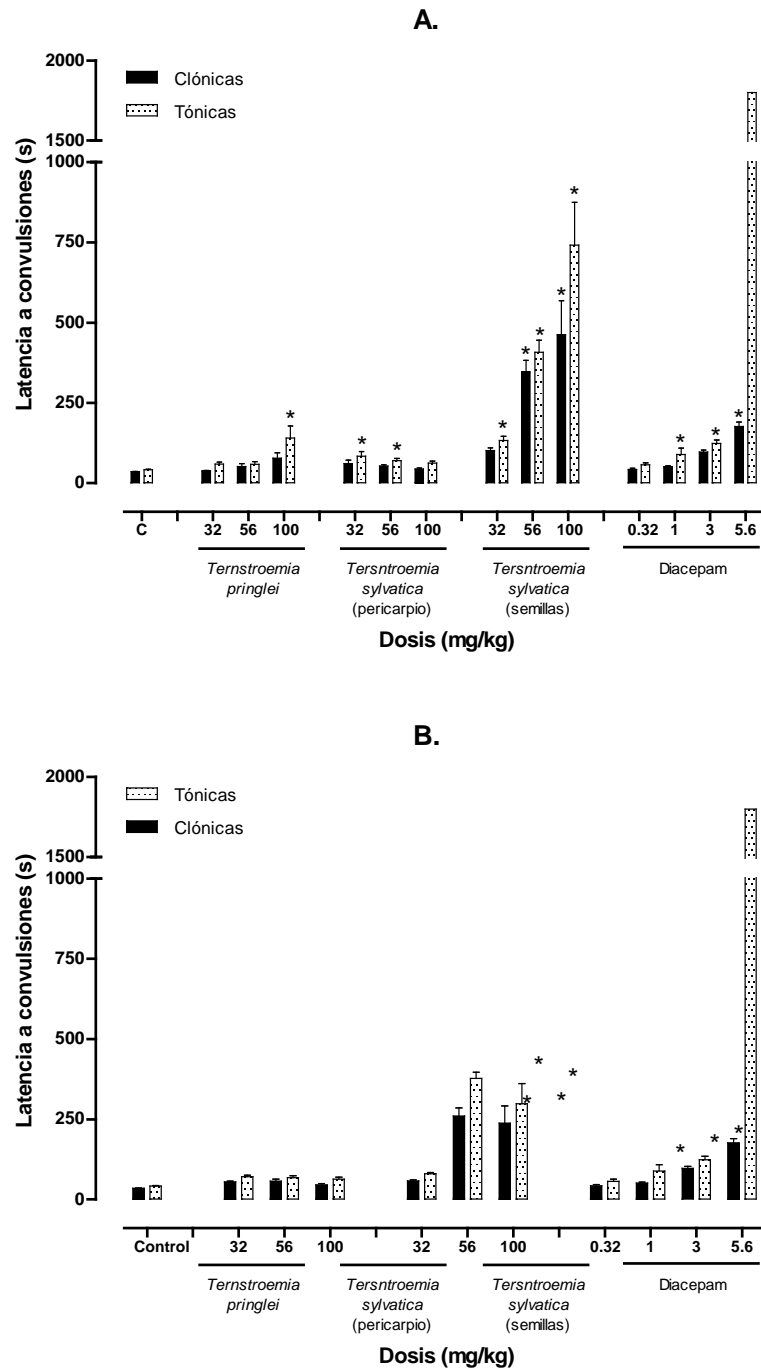 A.
2000
1500
1000
750
500
250
0
Latencia a convulsiones (s)
Clónicas
Tónicas
* * * * * * * * * * *
C 32 56 100 32 56 100 32 56 100 0.32 1 3 5.6
Ternstroemia Tersntroemia Tersntroemia Diacepam
pringlei sylvatica sylvatica
(pericarpio) (semillas)
Dosis (mg/kg)
B.
2000
1500
1000
750
500
250
0
Latencia a convulsiones (s)
Tónicas
Clónicas
* * * * * * *
Control 32 56 100 32 56 100 0.32 1 3 5.6
Ternstroemia Tersntroemia Tersntroemia Diacepam
pringlei sylvatica sylvatica
(pericarpio) (semillas)
Dosis (mg/kg)